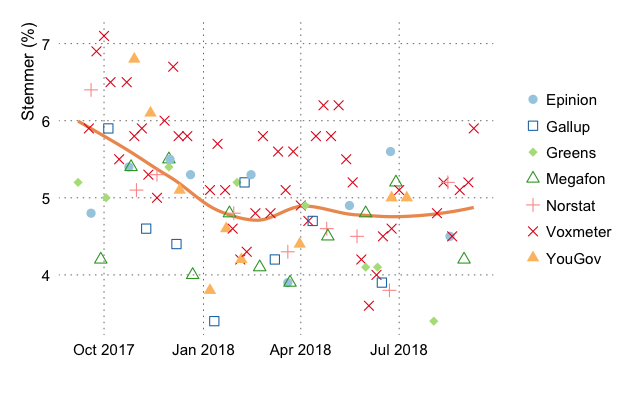 Stemmer (%)
7
6
5
4
Oct 2017
Jan 2018
Apr 2018
Jul 2018
Epinion
Gallup
Greens
Megafon
Norstat
Voxmeter
YouGov